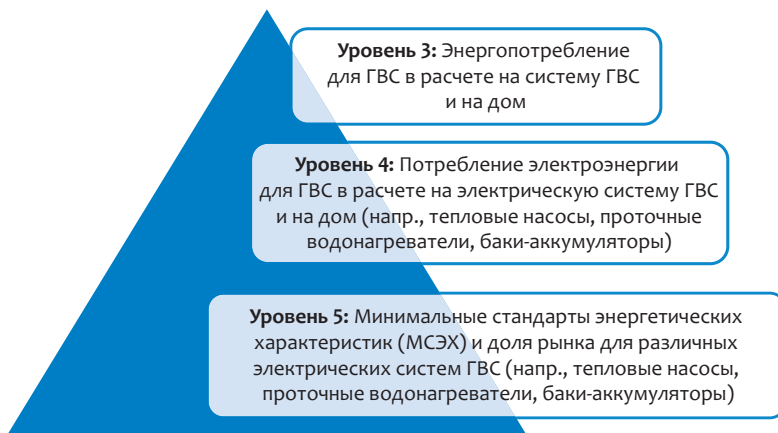 Уровень 3: Энергопотребление
для ГВС в расчете на систему ГВС
и на дом
Уровень 4: Потребление электроэнергии
для ГВС в расчете на электрическую систему ГВС
и на дом (напр., тепловые насосы, проточные
водонагреватели, баки-аккумуляторы)
Уровень 5: Минимальные стандарты энергетических
характеристик (МСЭХ) и доля рынка для различных
электрических систем ГВС (напр., тепловые насосы,
проточные водонагреватели, баки-аккумуляторы)